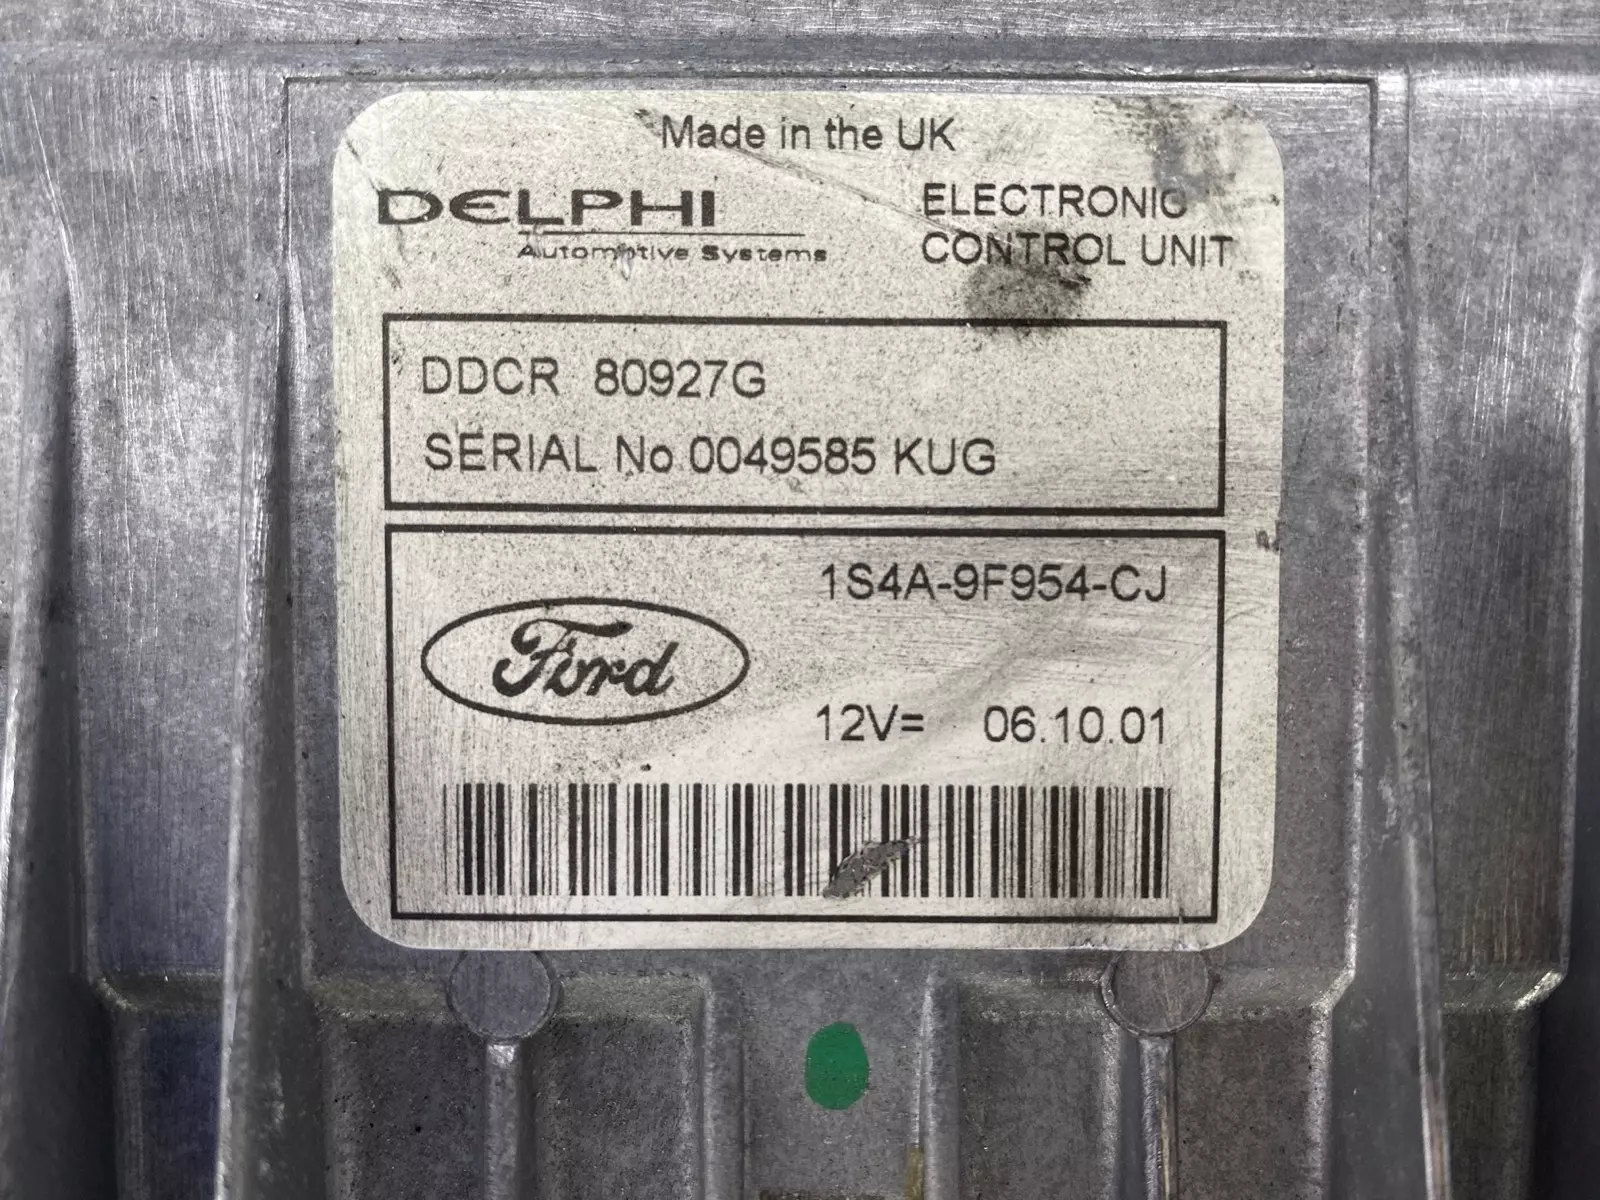 Made in the UK
DELPHI
Automotive Systems
ELECTRONIC
CONTROL UNIT
DDCR 80927G
SERIAL No 0049585 KUG
1S4A-9F954-CJ
Ford
12V= 06.10.01